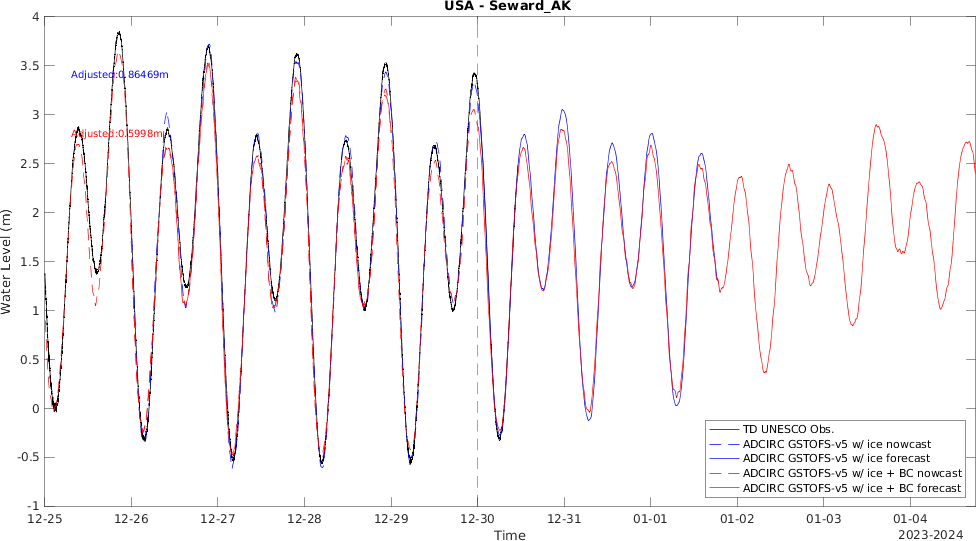 USA - Seward_AK
4
3.5
3
2.5
2
1.5
1
0.5
0
-0.5
-1
Water Level (m)
Adjusted:0.86469m
Adjusted:0.5998m
TD UNESCO Obs.
ADCIRC GSTOFS-v5 w/ ice nowcast
ADCIRC GSTOFS-v5 w/ ice forecast
ADCIRC GSTOFS-v5 w/ ice + BC nowcast
ADCIRC GSTOFS-v5 w/ ice + BC forecast
12-25 12-26 12-27 12-28 12-29 12-30 12-31 01-01 01-02 01-03 01-04
Time
2023-2024